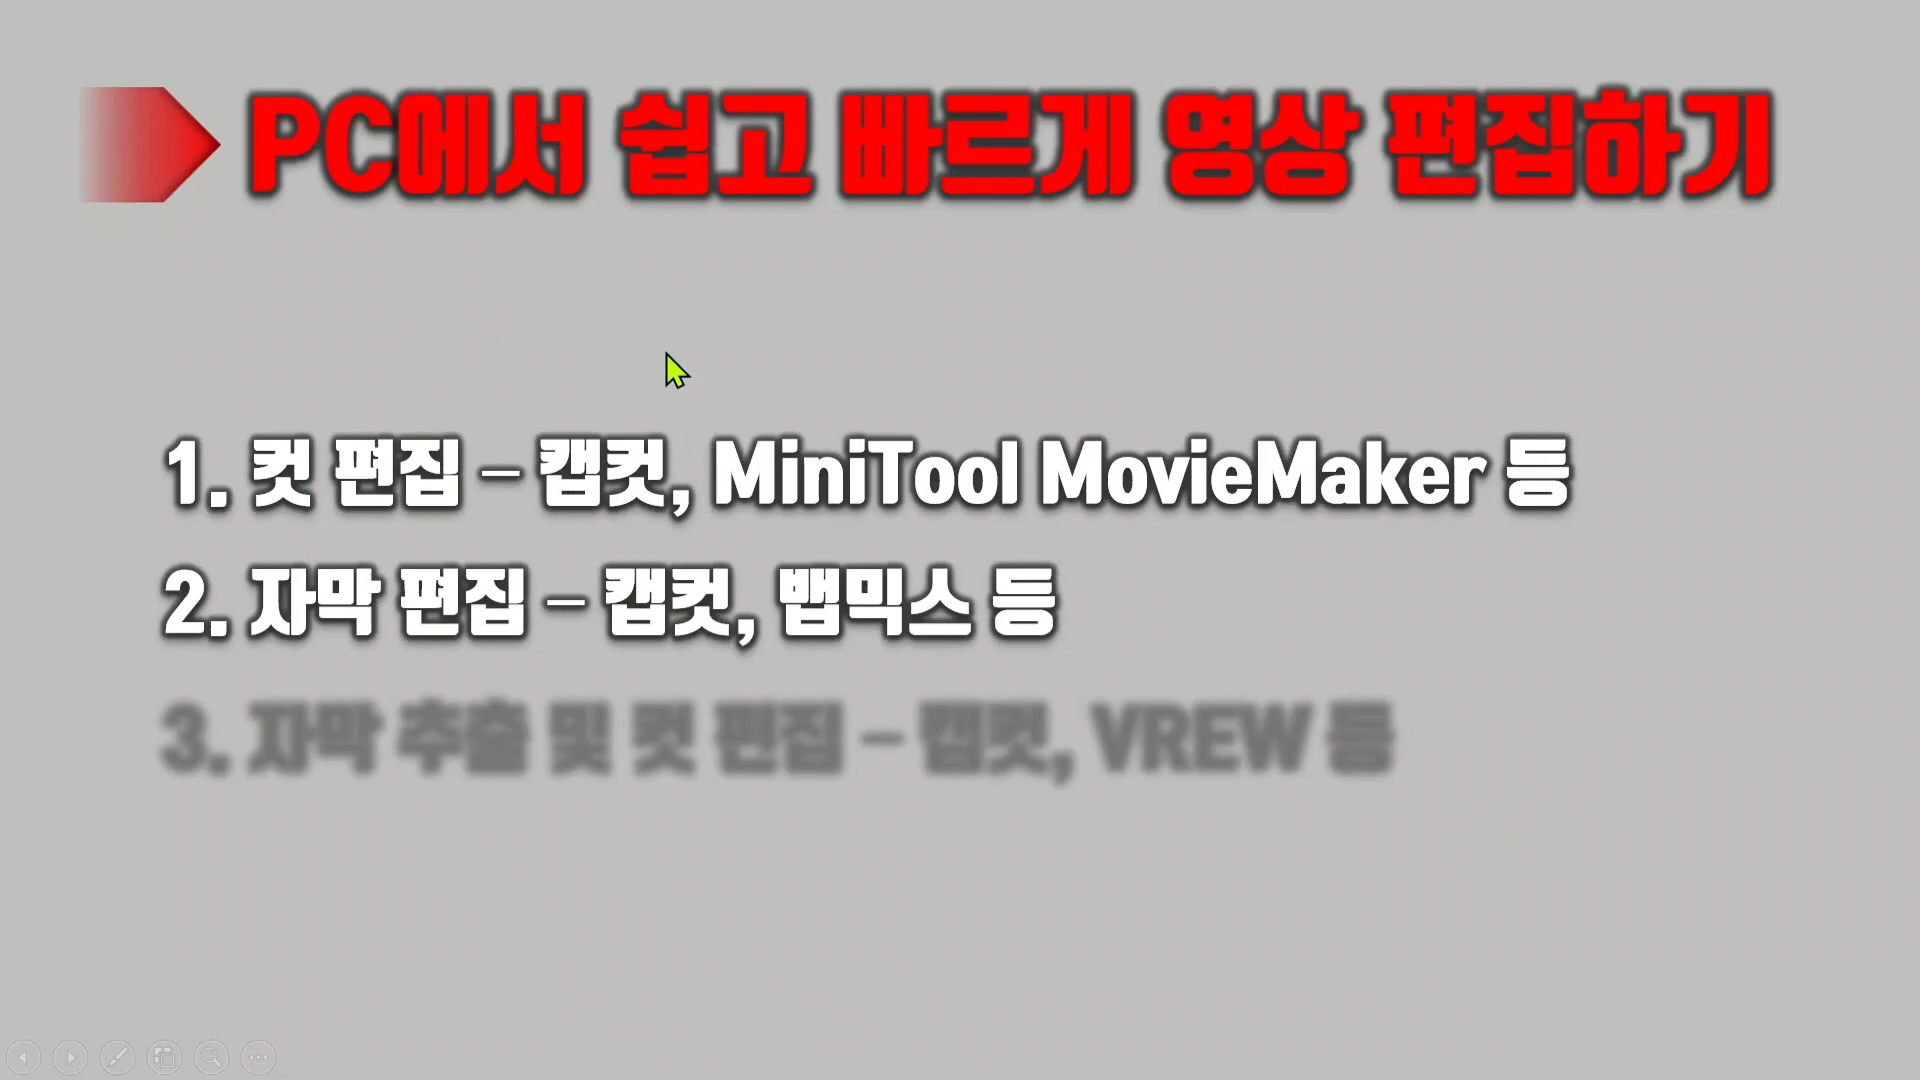 PC에서 쉽고 빠르게 영상 편집하기
1. 컷 편집 – 캡컷, MiniTool MovieMaker 등
2. 자막 편집 – 캡컷, 뱁믹스 등
3. 자막 추출 및 컷 편집 – 캡컷, VREW 등